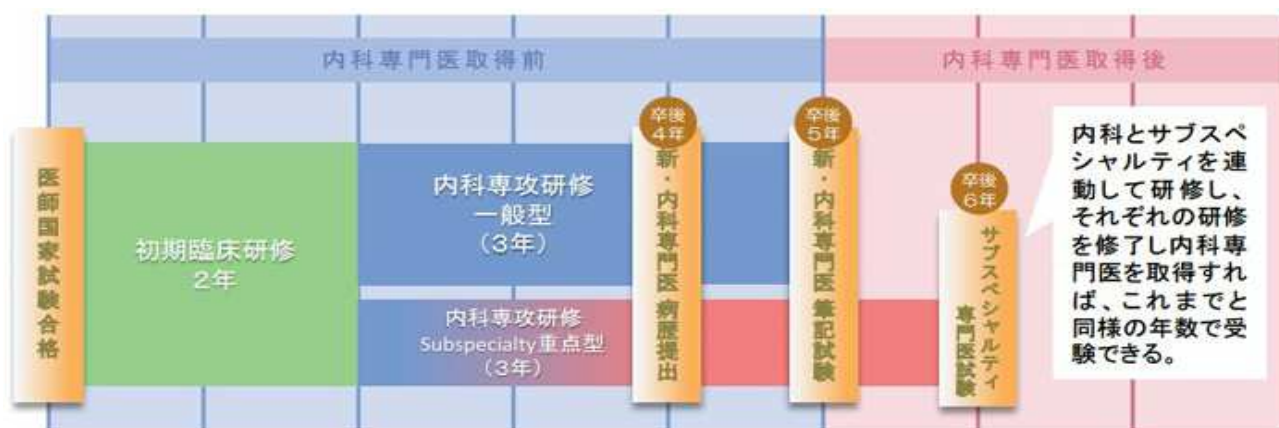 内科専門医取得前
内科専門医取得後
医師国家試験合格
初期臨床研修
2年
内科専攻研修
一般型
(3年)
内科専攻研修
Subspecialty重点型
(3年)
卒後
4年
新・内科専門医 病歴提出
卒後
5年
新・内科専門医 筆記試験
卒後
6年
サブスペシャルティ
専門医試験
内科とサブスペ
シャルティを連
動して研修し、
それぞれの研修
を修了し内科専
門医を取得すれ
ば、これまでと
同様の年数で受
験できる。